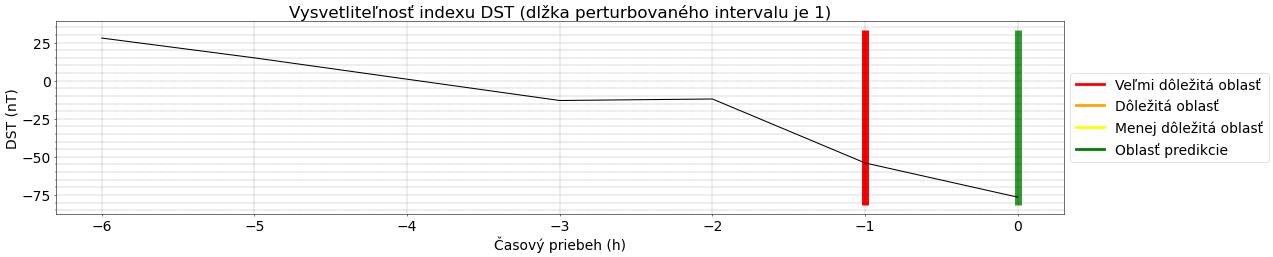 Vysvetliteľnosť indexu DST (dĺžka perturbovaného intervalu je 1)
DST (nT)
25
0
−25
−50
−75
−6
−5
−4
−3
−2
−1
0
Časový priebeh (h)
Veľmi dôležitá oblasť
Dôležitá oblasť
Menej dôležitá oblasť
Oblasť predikcie